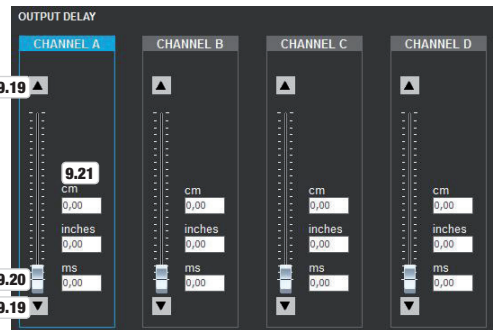 OUTPUT DELAY
CHANNEL A CHANNEL B CHANNEL C CHANNEL D
9.19
9.21
cm cm cm cm
0,00 0,00 0,00 0,00
inches inches inches inches
0,00 0,00 0,00 0,00
9.20 ms ms ms ms
0,00 0,00 0,00 0,00
9.19